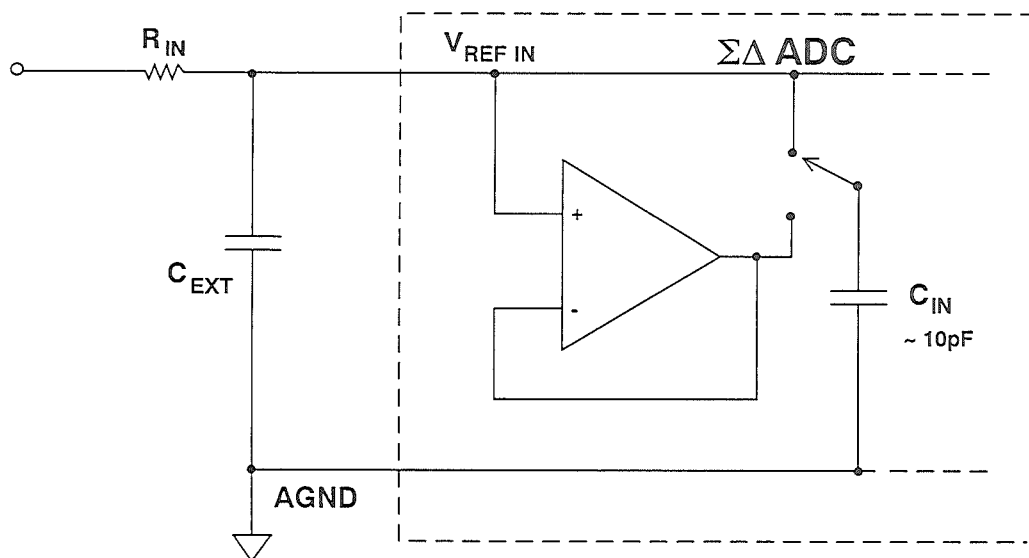 R IN
V REF IN
ΣΔ ADC
+
-
C EXT
C IN
~ 10pF
AGND